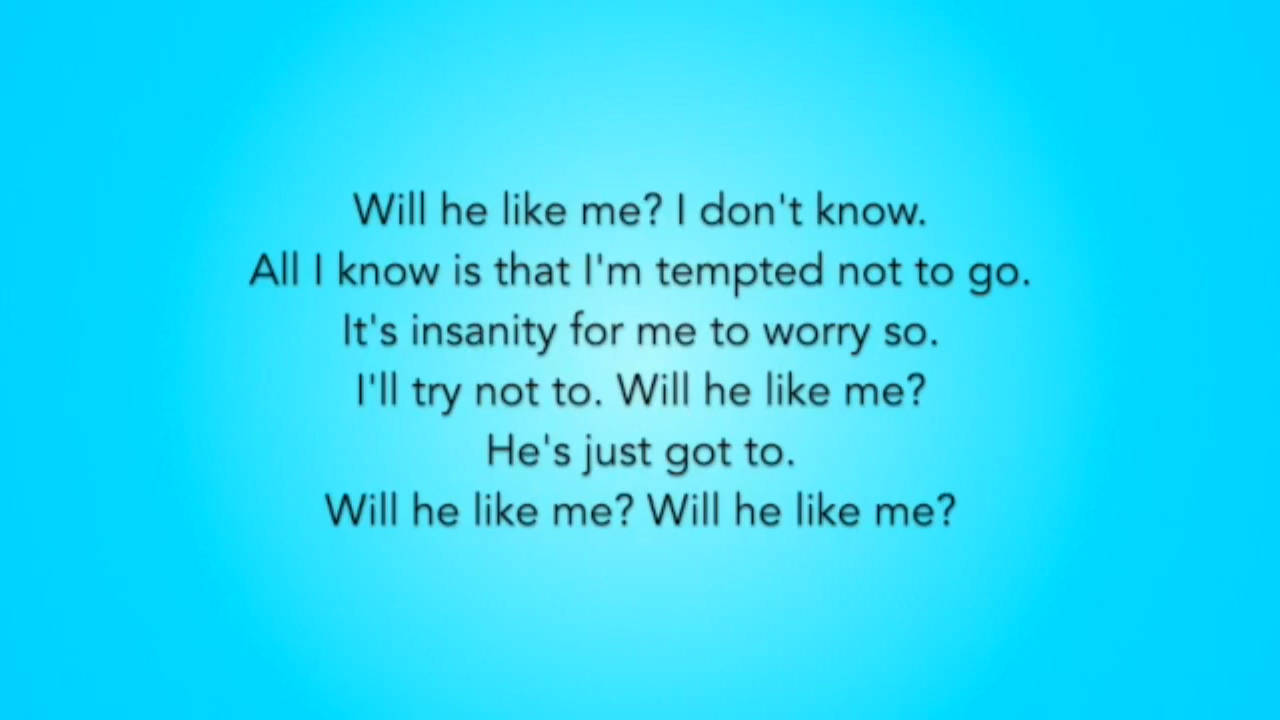 Will he like me? I don't know.
All I know is that I'm tempted not to go.
It's insanity for me to worry so.
I'll try not to. Will he like me?
He's just got to.
Will he like me? Will he like me?